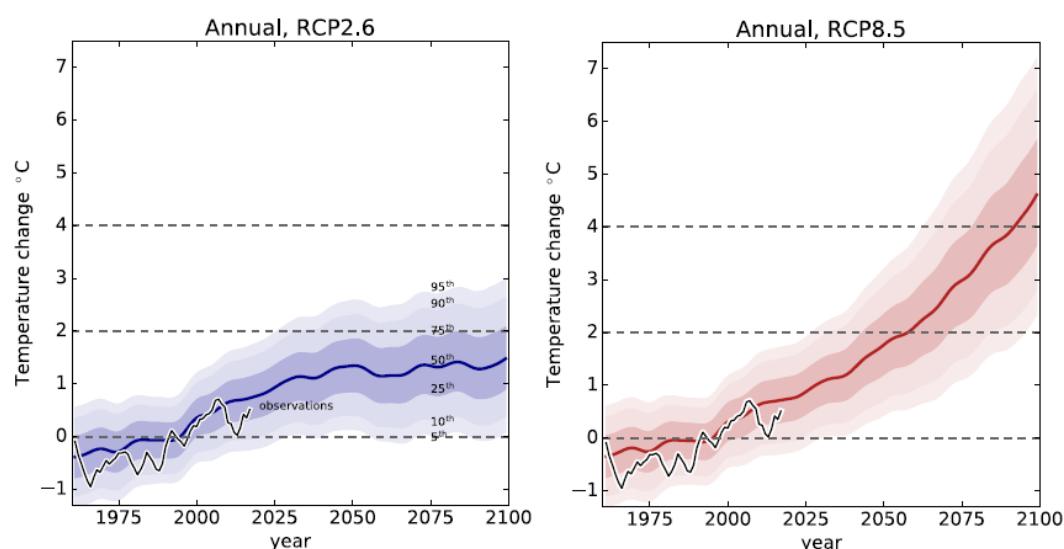 Annual, RCP2.6
Temperature change °C
7
6
5
4
3
2
1
0
−1
95th
90th
75th
50th
25th
10th
5th
observations
1975 2000 2025 2050 2075 2100
year
Annual, RCP8.5
Temperature change °C
7
6
5
4
3
2
1
0
−1
1975 2000 2025 2050 2075 2100
year